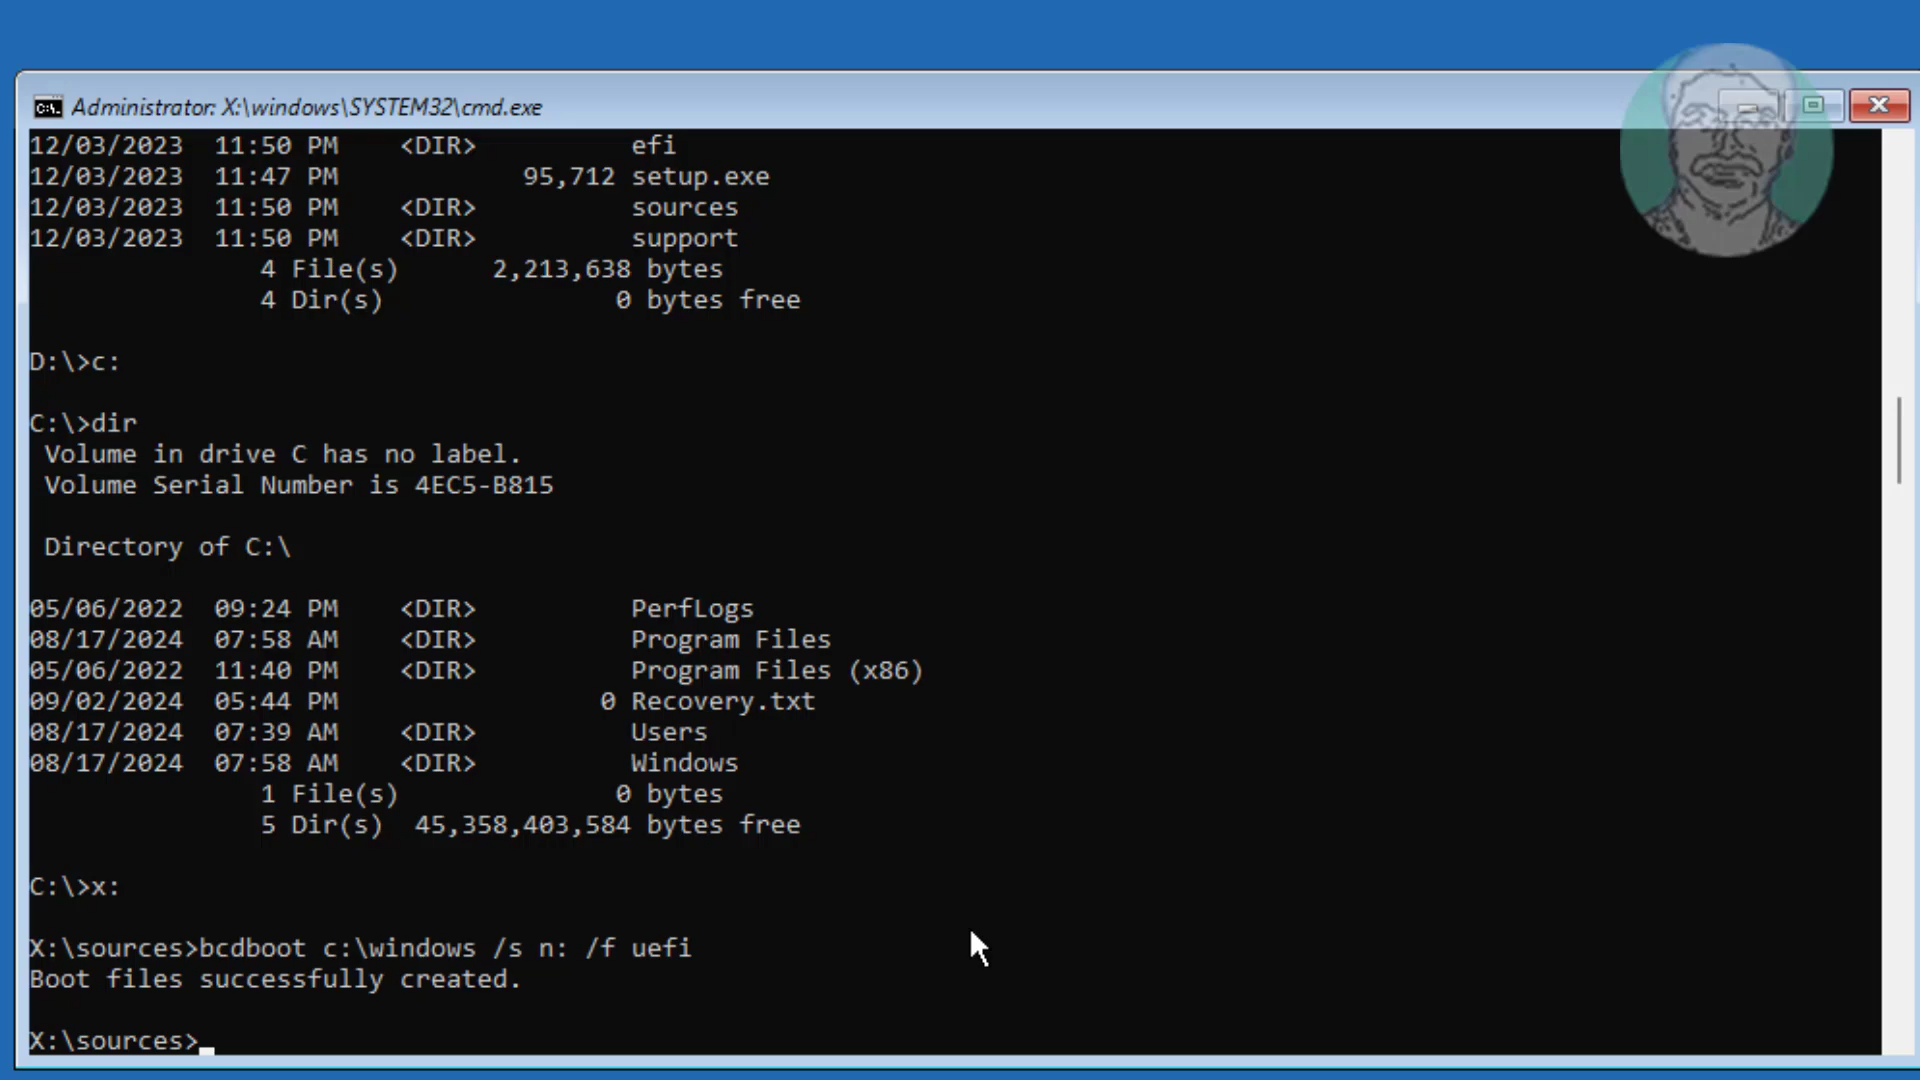 Administrator: X:\windows\SYSTEM32\cmd.exe
12/03/2023  11:50 PM    <DIR>          efi
12/03/2023  11:47 PM            95,712 setup.exe
12/03/2023  11:50 PM    <DIR>          sources
12/03/2023  11:50 PM    <DIR>          support
4 File(s)      2,213,638 bytes
4 Dir(s)               0 bytes free
D:\>c:
C:\>dir
Volume in drive C has no label.
Volume Serial Number is 4EC5-B815
Directory of C:\
05/06/2022  09:24 PM    <DIR>          PerfLogs
08/17/2024  07:58 AM    <DIR>          Program Files
05/06/2022  11:40 PM    <DIR>          Program Files (x86)
09/02/2024  05:44 PM                 0 Recovery.txt
08/17/2024  07:39 AM    <DIR>          Users
08/17/2024  07:58 AM    <DIR>          Windows
1 File(s)              0 bytes
5 Dir(s)  45,358,403,584 bytes free
C:\>x:
X:\sources>bcdboot c:\windows /s n: /f uefi
Boot files successfully created.
X:\sources>